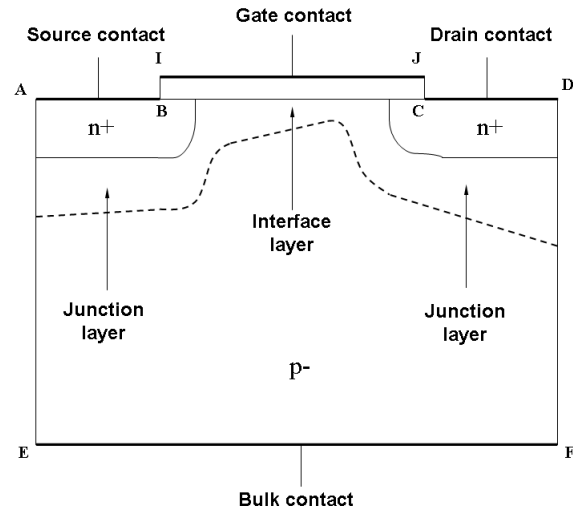 Gate contact
Source contact
Drain contact
I
J
A
D
B
C
n+
n+
Interface
layer
Junction
layer
Junction
layer
p-
E
F
Bulk contact